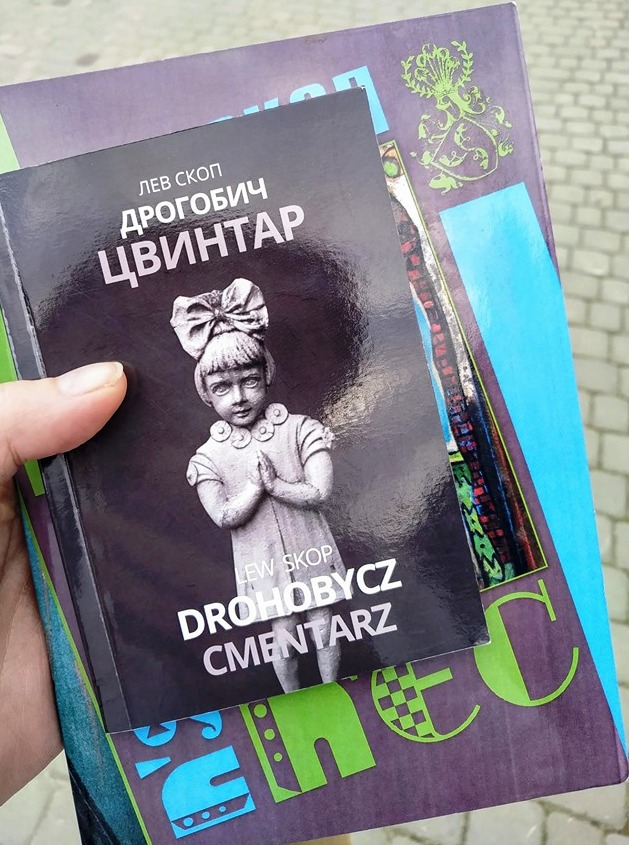 ЛЕВ СКОП
ДРОГОБИЧ
ЦВИНТАР
LEW SKOP
DROHOBYCZ
CMENTARZ